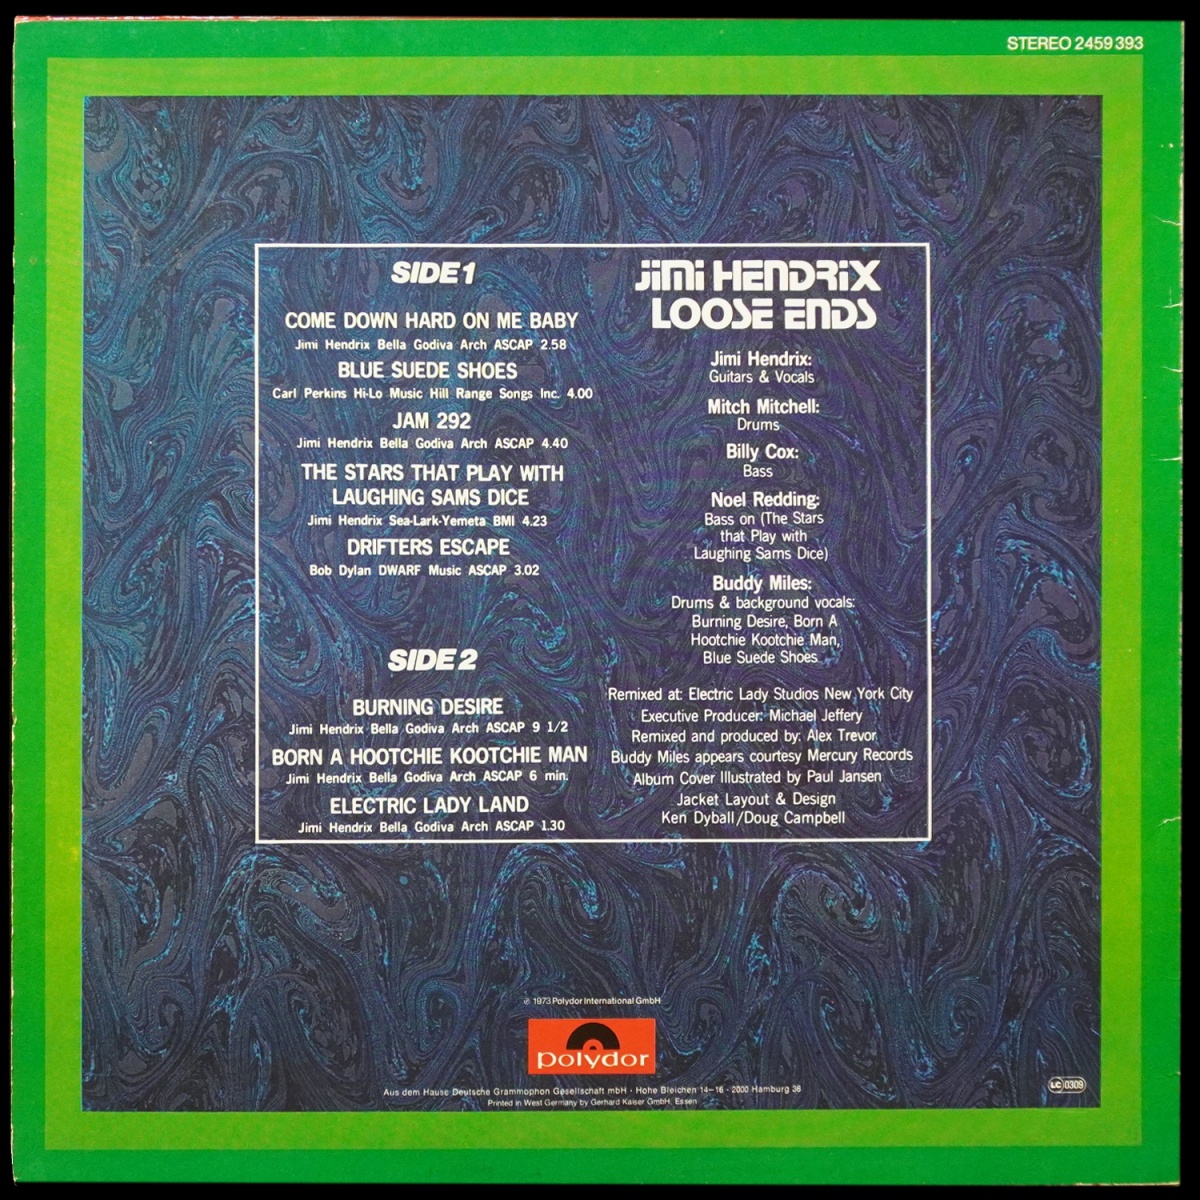 STEREO 2459 393
SIDE 1
COME DOWN HARD ON ME BABY
Jimi Hendrix Bella Godiva Arch ASCAP 2.58
BLUE SUEDE SHOES
Carl Perkins Hi-Lo Music Hill Range Songs Inc. 4.00
JAM 292
Jimi Hendrix Bella Godiva Arch ASCAP 4.40
THE STARS THAT PLAY WITH
LAUGHING SAMS DICE
Jimi Hendrix Sea-Lark-Yemeta BMI 4.23
DRIFTERS ESCAPE
Bob Dylan DWARF Music ASCAP 3.02
SIDE 2
BURNING DESIRE
Jimi Hendrix Bella Godiva Arch ASCAP 9 1/2
BORN A HOOTCHIE KOOTCHIE MAN
Jimi Hendrix Bella Godiva Arch ASCAP 6 min.
ELECTRIC LADY LAND
Jimi Hendrix Bella Godiva Arch ASCAP 1.30
JIMI HENDRIX
LOOSE ENDS
Jimi Hendrix:
Guitars & Vocals
Mitch Mitchell:
Drums
Billy Cox:
Bass
Noel Redding:
Bass on (The Stars
that Play with
Laughing Sams Dice)
Buddy Miles:
Drums & background vocals:
Burning Desire, Born A
Hootchie Kootchie Man,
Blue Suede Shoes
Remixed at: Electric Lady Studios New York City
Executive Producer: Michael Jeffery
Remixed and produced by: Alex Trevor
Buddy Miles appears courtesy Mercury Records
Album Cover Illustrated by Paul Jansen
Jacket Layout & Design
Ken Dyball/Doug Campbell
℗ 1973 Polydor International GmbH
polydor
Aus dem Hause Deutsche Grammophon Gesellschaft mbH · Hohe Bleichen 14-16 · 2000 Hamburg 36
Printed in West Germany by Gerhard Kaiser GmbH, Essen
LC 0309